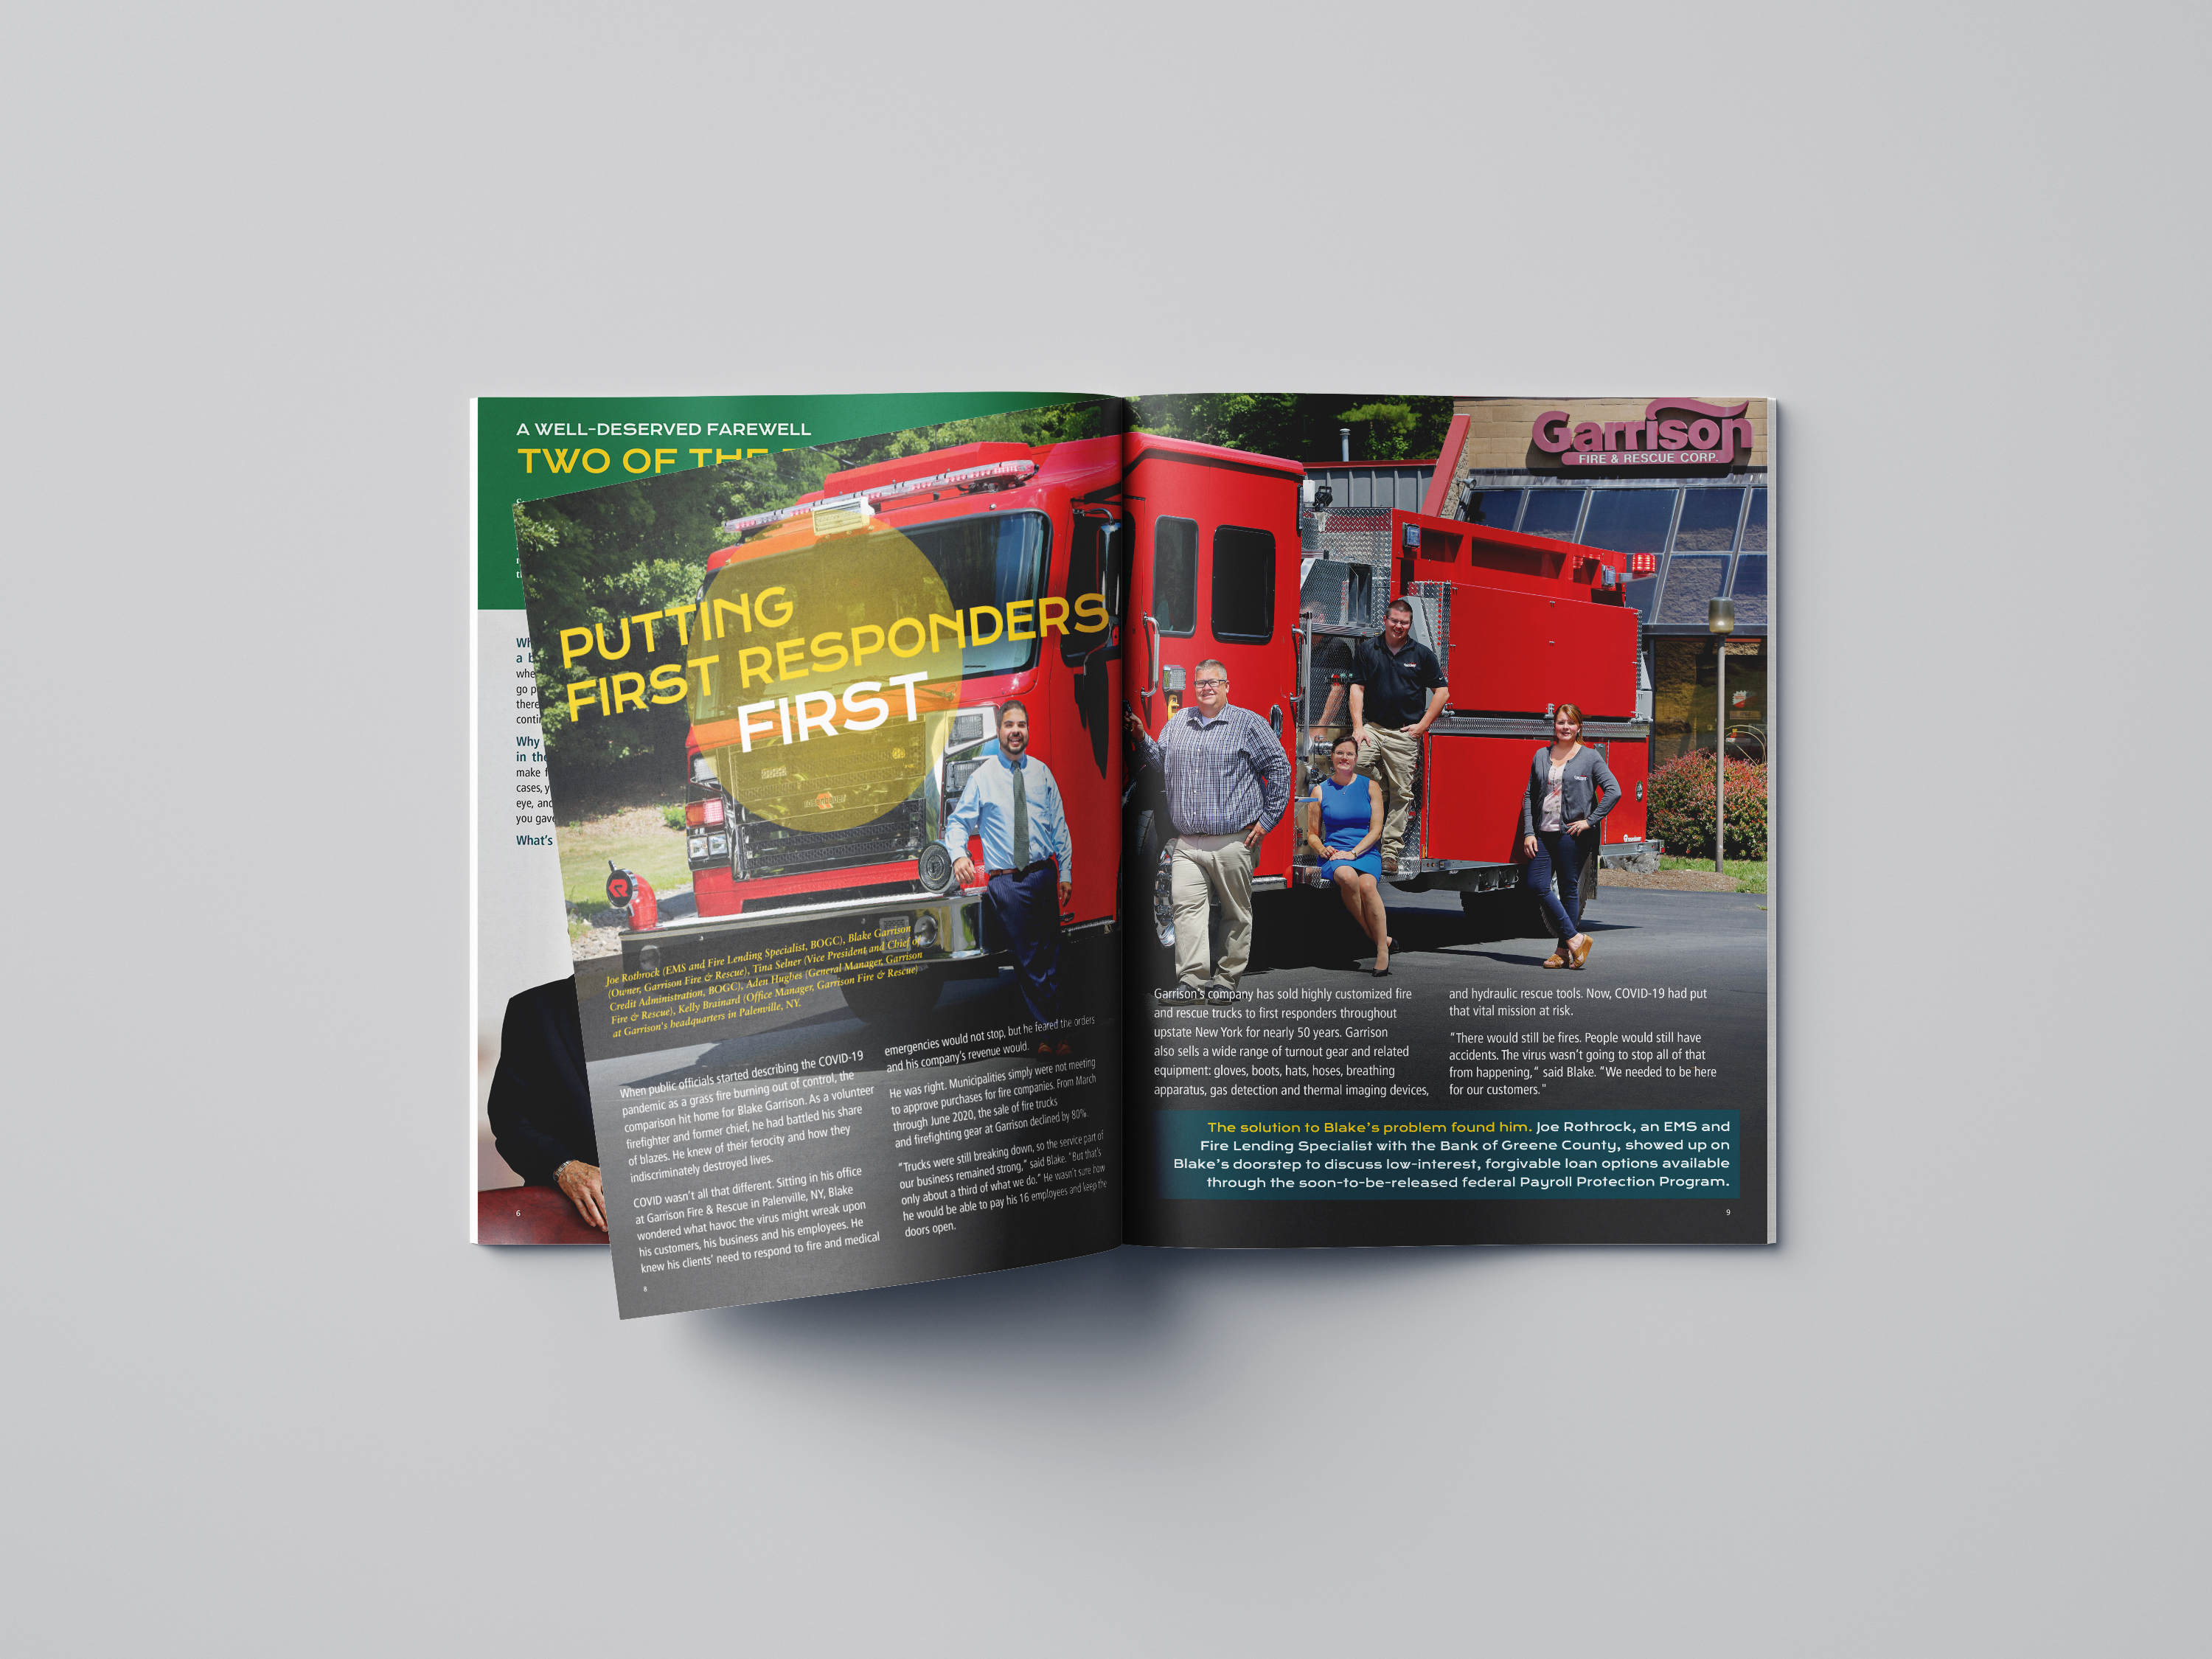 A WELL-DESERVED FAREWELL
TWO OF THE
Wh
a b
whe
go p
there
contin
Why
in the
make f
cases, y
eye, and
you gave
What's
6
PUTTING
FIRST RESPONDERS
FIRST
Joe Rothrock (EMS and Fire Lending Specialist, BOGC), Blake Garrison
(Owner, Garrison Fire & Rescue), Tina Selner (Vice President and Chief of
Credit Administration, BOGC), Aden Hughes (General Manager, Garrison
Fire & Rescue), Kelly Brainard (Office Manager, Garrison Fire & Rescue)
at Garrison's headquarters in Palenville, NY.
When public officials started describing the COVID-19
pandemic as a grass fire burning out of control, the
comparison hit home for Blake Garrison. As a volunteer
firefighter and former chief, he had battled his share
of blazes. He knew of their ferocity and how they
indiscriminately destroyed lives.
COVID wasn't all that different. Sitting in his office
at Garrison Fire & Rescue in Palenville, NY, Blake
wondered what havoc the virus might wreak upon
his customers, his business and his employees. He
knew his clients' need to respond to fire and medical
emergencies would not stop, but he feared the orders
and his company's revenue would.
He was right. Municipalities simply were not meeting
to approve purchases for fire companies. From March
through June 2020, the sale of fire trucks
and firefighting gear at Garrison declined by 80%.
"Trucks were still breaking down, so the service part of
our business remained strong," said Blake. "But that's
only about a third of what we do." He wasn't sure how
he would be able to pay his 16 employees and keep the
doors open.
8
Garrison
FIRE & RESCUE CORP.
Garrison's company has sold highly customized fire
and rescue trucks to first responders throughout
upstate New York for nearly 50 years. Garrison
also sells a wide range of turnout gear and related
equipment: gloves, boots, hats, hoses, breathing
apparatus, gas detection and thermal imaging devices,
and hydraulic rescue tools. Now, COVID-19 had put
that vital mission at risk.
"There would still be fires. People would still have
accidents. The virus wasn't going to stop all of that
from happening," said Blake. "We needed to be here
for our customers."
The solution to Blake's problem found him. Joe Rothrock, an EMS and
Fire Lending Specialist with the Bank of Greene County, showed up on
Blake's doorstep to discuss low-interest, forgivable loan options available
through the soon-to-be-released federal Payroll Protection Program.
9